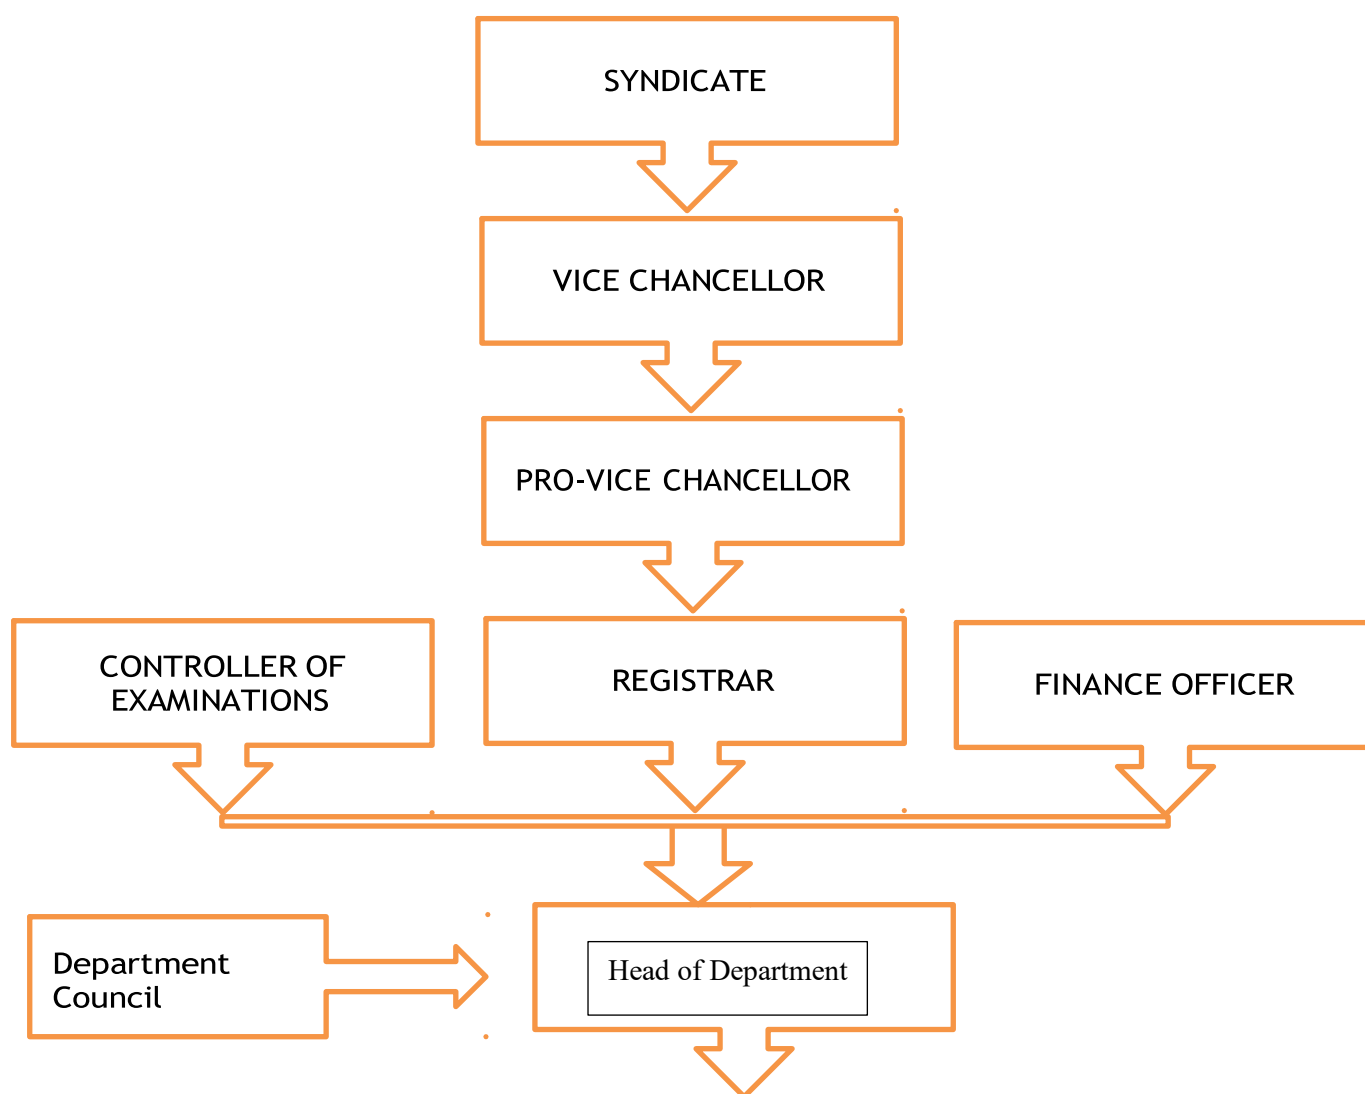 SYNDICATE
VICE CHANCELLOR
PRO-VICE CHANCELLOR
CONTROLLER OF
EXAMINATIONS
REGISTRAR
FINANCE OFFICER
Department
Council
Head of Department